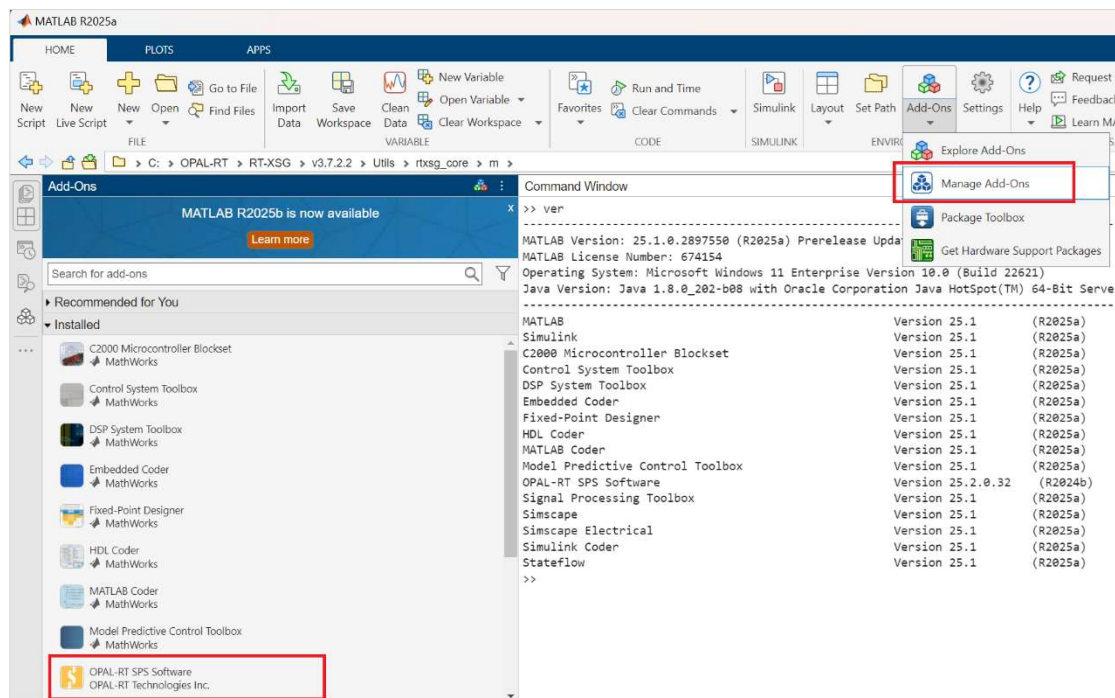 MATLAB R2025a
HOME PLOTS APPS
New Script
New Live Script
New
Open
Go to File
Find Files
FILE
Import Data
Save Workspace
Clean Data
New Variable
Open Variable
Clear Workspace
VARIABLE
Favorites
Run and Time
Clear Commands
CODE
Simulink
SIMULINK
Layout
Set Path
Add-Ons
Settings
Help
Request
Feedbac
Learn MA
Explore Add-Ons
Manage Add-Ons
Package Toolbox
Get Hardware Support Packages
C: › OPAL-RT › RT-XSG › v3.7.2.2 › Utils › rtxsg_core › m ›
Add-Ons
MATLAB R2025b is now available
x
Learn more
Search for add-ons
Recommended for You
Installed
C2000 Microcontroller Blockset
MathWorks
Control System Toolbox
MathWorks
DSP System Toolbox
MathWorks
Embedded Coder
MathWorks
Fixed-Point Designer
MathWorks
HDL Coder
MathWorks
MATLAB Coder
MathWorks
Model Predictive Control Toolbox
MathWorks
OPAL-RT SPS Software
OPAL-RT Technologies Inc.
Command Window
>> ver
MATLAB Version: 25.1.0.2897550 (R2025a) Prerelease Upda
MATLAB License Number: 674154
Operating System: Microsoft Windows 11 Enterprise Version 10.0 (Build 22621)
Java Version: Java 1.8.0_202-b08 with Oracle Corporation Java HotSpot(TM) 64-Bit Serve
MATLAB Version 25.1 (R2025a)
Simulink Version 25.1 (R2025a)
C2000 Microcontroller Blockset Version 25.1 (R2025a)
Control System Toolbox Version 25.1 (R2025a)
DSP System Toolbox Version 25.1 (R2025a)
Embedded Coder Version 25.1 (R2025a)
Fixed-Point Designer Version 25.1 (R2025a)
HDL Coder Version 25.1 (R2025a)
MATLAB Coder Version 25.1 (R2025a)
Model Predictive Control Toolbox Version 25.1 (R2025a)
OPAL-RT SPS Software Version 25.2.0.32 (R2024b)
Signal Processing Toolbox Version 25.1 (R2025a)
Simscape Version 25.1 (R2025a)
Simscape Electrical Version 25.1 (R2025a)
Simulink Coder Version 25.1 (R2025a)
Stateflow Version 25.1 (R2025a)
>>